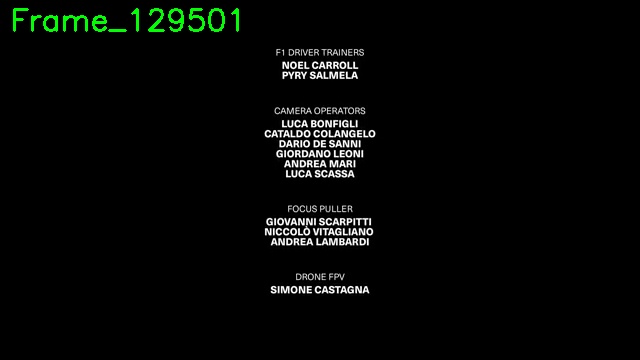 Frame_129501
F1 DRIVER TRAINERS
NOEL CARROLL
PYRY SALMELA
CAMERA OPERATORS
LUCA BONFIGLI
CATALDO COLANGELO
DARIO DE SANNI
GIORDANO LEONI
ANDREA MARI
LUCA SCASSA
FOCUS PULLER
GIOVANNI SCARPITTI
NICCOLÒ VITAGLIANO
ANDREA LAMBARDI
DRONE FPV
SIMONE CASTAGNA